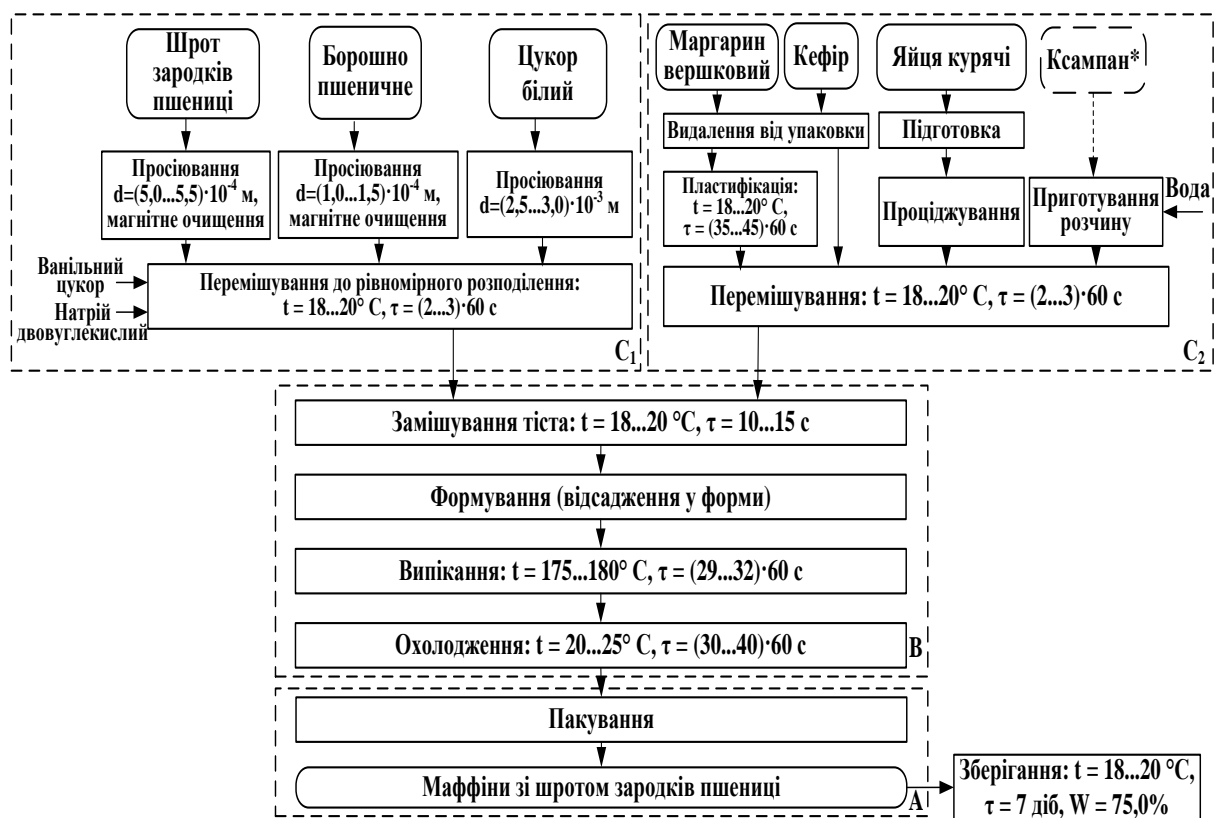 Шрот
зародків
пшениці
Борошно
пшеничне
Цукор
білий
Маргарин
вершковий
Кефір
Яйця курячі
Ксампан*
Просіювання
d=(5,0...5,5)·10⁻⁴ м,
магнітне очищення
Просіювання
d=(1,0...1,5)·10⁻⁴ м,
магнітне очищення
Просіювання
d=(2,5...3,0)·10⁻³ м
Видалення від упаковки
Підготовка
Пластифікація:
t = 18...20° С,
τ = (35...45)·60 с
Проціджування
Приготування
розчину
Вода
Ванільний
цукор
Натрій
двовуглекислий
Перемішування до рівномірного розподілення:
t = 18...20° С, τ = (2...3)·60 с
С₁
Перемішування: t = 18...20° С, τ = (2...3)·60 с
С₂
Замішування тіста: t = 18...20 °С, τ = 10...15 с
Формування (відсадження у форми)
Випікання: t = 175...180° С, τ = (29...32)·60 с
Охолодження: t = 20...25° С, τ = (30...40)·60 с
В
Пакування
Маффіни зі шротом зародків пшениці
А
Зберігання: t = 18...20 °С,
τ = 7 діб, W = 75,0%